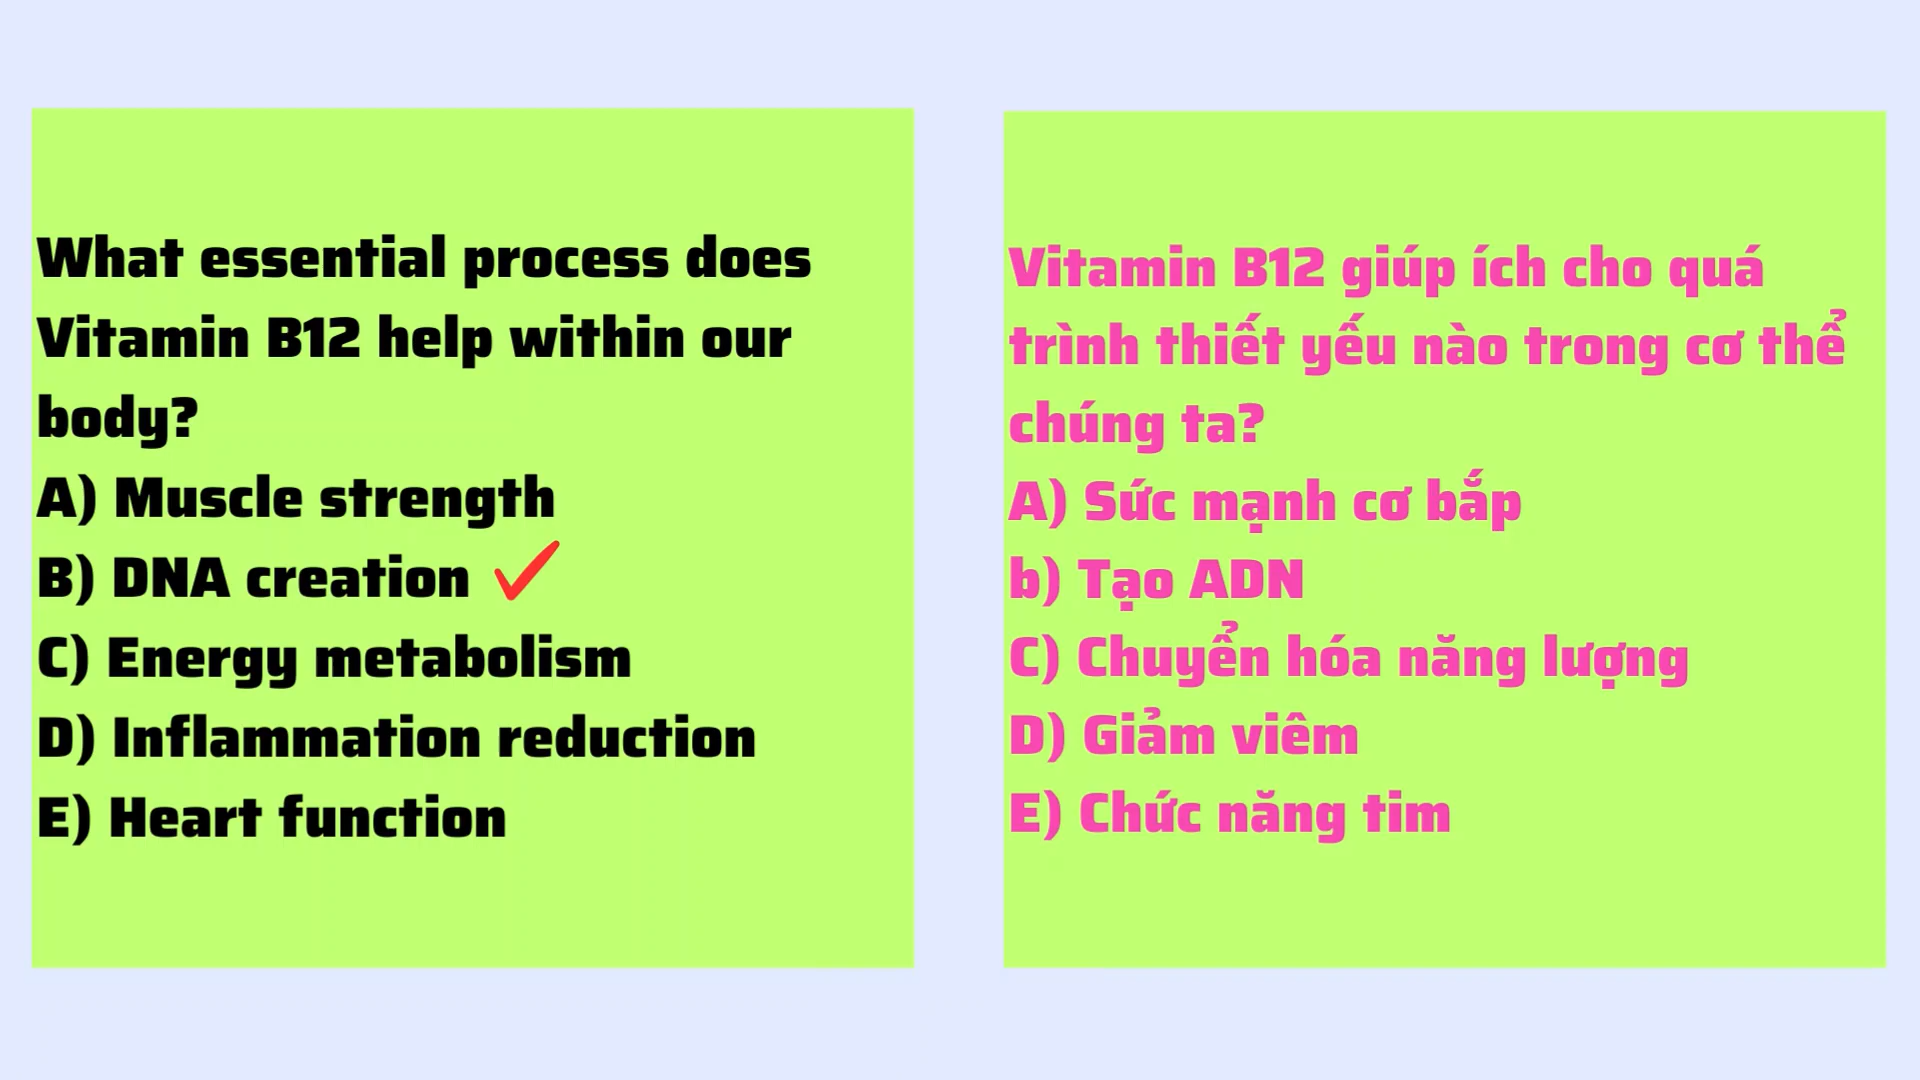 What essential process does
Vitamin B12 help within our
body?
A) Muscle strength
B) DNA creation ✓
C) Energy metabolism
D) Inflammation reduction
E) Heart function
Vitamin B12 giúp ích cho quá
trình thiết yếu nào trong cơ thể
chúng ta?
A) Sức mạnh cơ bắp
b) Tạo ADN
C) Chuyển hóa năng lượng
D) Giảm viêm
E) Chức năng tim